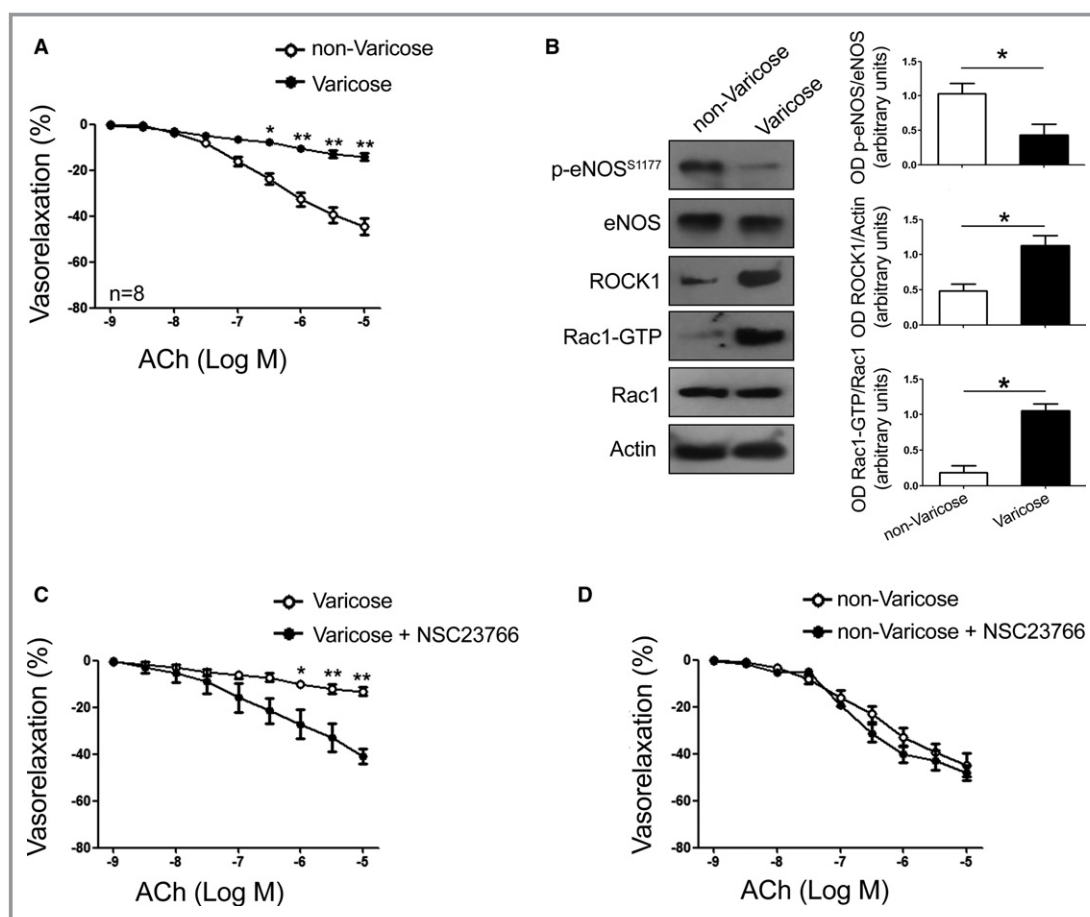 A
non-Varicose
Varicose
Vasorelaxation (%)
0
-20
-40
-60
-80
* ** ** **
n=8
-9 -8 -7 -6 -5
ACh (Log M)
B
non-Varicose
Varicose
p-eNOS^S1177
eNOS
ROCK1
Rac1-GTP
Rac1
Actin
OD p-eNOS/eNOS
(arbitrary units)
1.5
1.0
0.5
0.0
*
OD ROCK1/Actin
(arbitrary units)
1.5
1.0
0.5
0.0
*
OD Rac1-GTP/Rac1
(arbitrary units)
1.5
1.0
0.5
0.0
*
non-Varicose
Varicose
C
Varicose
Varicose + NSC23766
Vasorelaxation (%)
0
-20
-40
-60
-80
* ** **
-9 -8 -7 -6 -5
ACh (Log M)
D
non-Varicose
non-Varicose + NSC23766
Vasorelaxation (%)
0
-20
-40
-60
-80
-9 -8 -7 -6 -5
ACh (Log M)